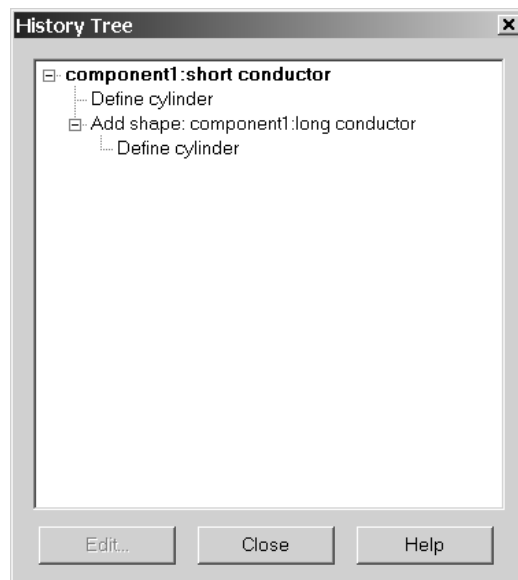 History Tree
component1:short conductor
Define cylinder
Add shape: component1:long conductor
Define cylinder
Edit... Close Help